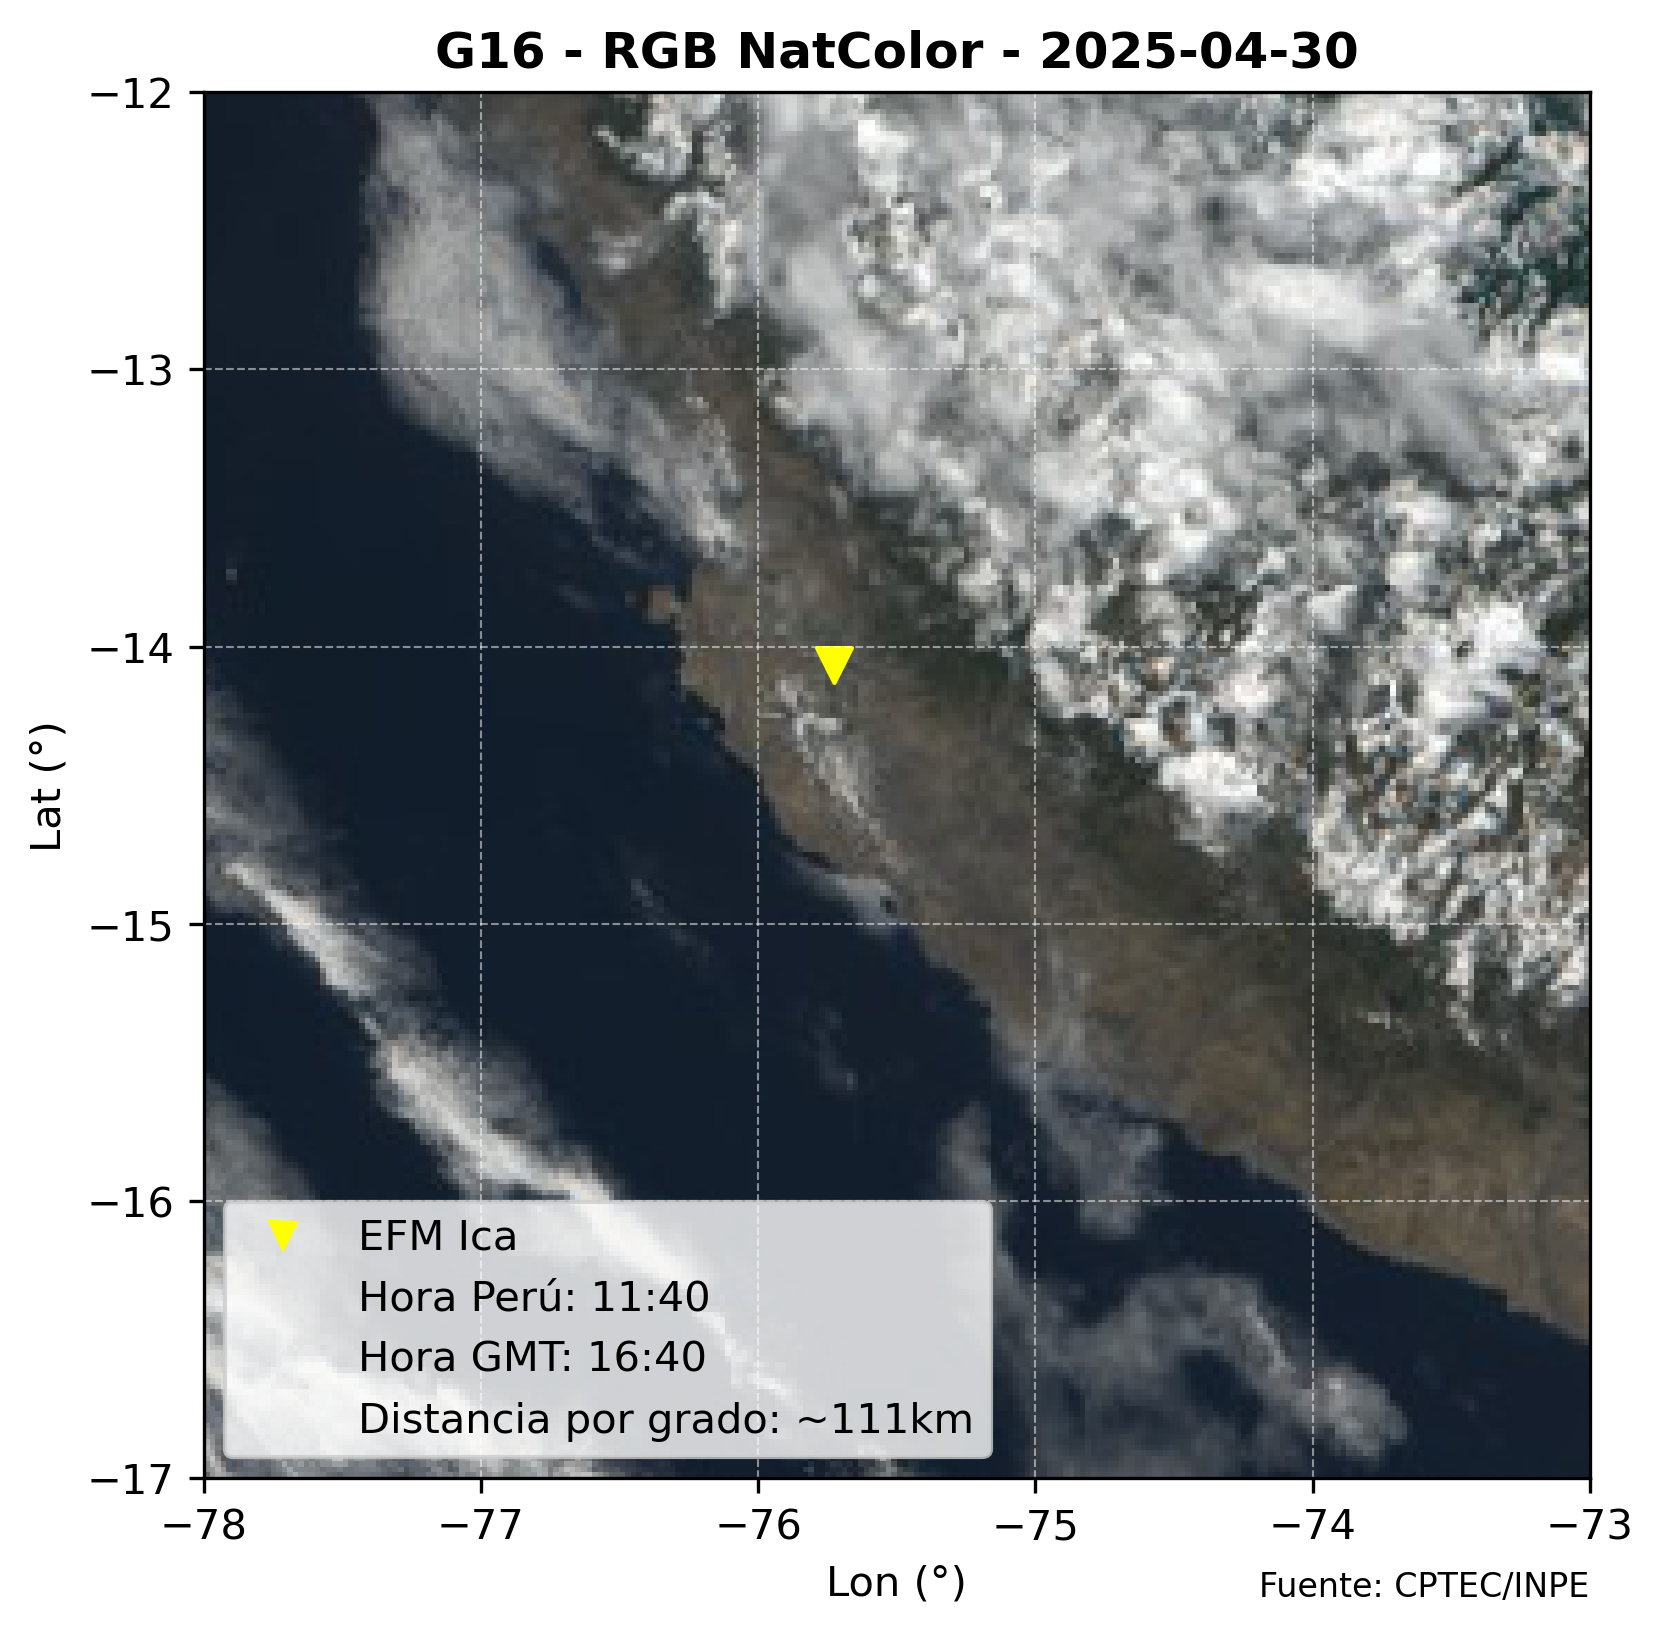 G16 - RGB NatColor - 2025-04-30
−12
−13
−14
−15
−16
−17
Lat (°)
EFM Ica
Hora Perú: 11:40
Hora GMT: 16:40
Distancia por grado: ~111km
−78 −77 −76 −75 −74 −73
Lon (°)
Fuente: CPTEC/INPE